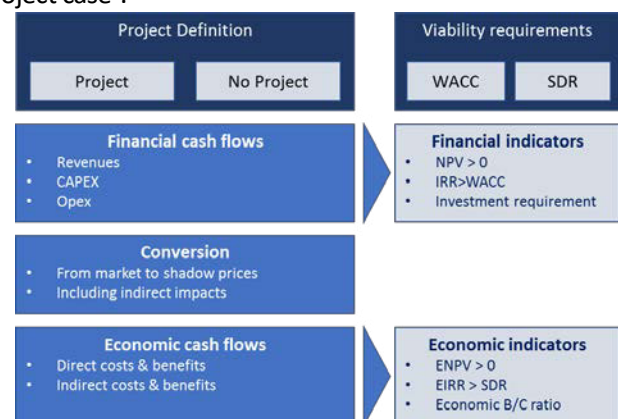 oject case .
Project Definition
Project
No Project
Viability requirements
WACC
SDR
Financial cash flows
• Revenues
• CAPEX
• Opex
Financial indicators
• NPV > 0
• IRR>WACC
• Investment requirement
Conversion
• From market to shadow prices
• Including indirect impacts
Economic cash flows
• Direct costs & benefits
• Indirect costs & benefits
Economic indicators
• ENPV > 0
• EIRR > SDR
• Economic B/C ratio